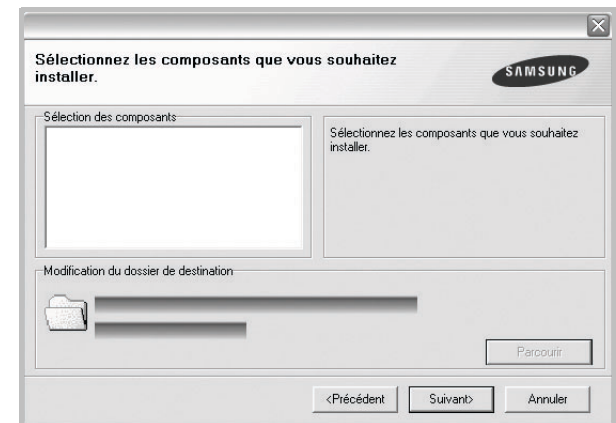 Sélectionnez les composants que vous souhaitez
installer.
SAMSUNG
Sélection des composants
Sélectionnez les composants que vous souhaitez
installer.
Modification du dossier de destination
Parcourir
<Précédent
Suivant>
Annuler